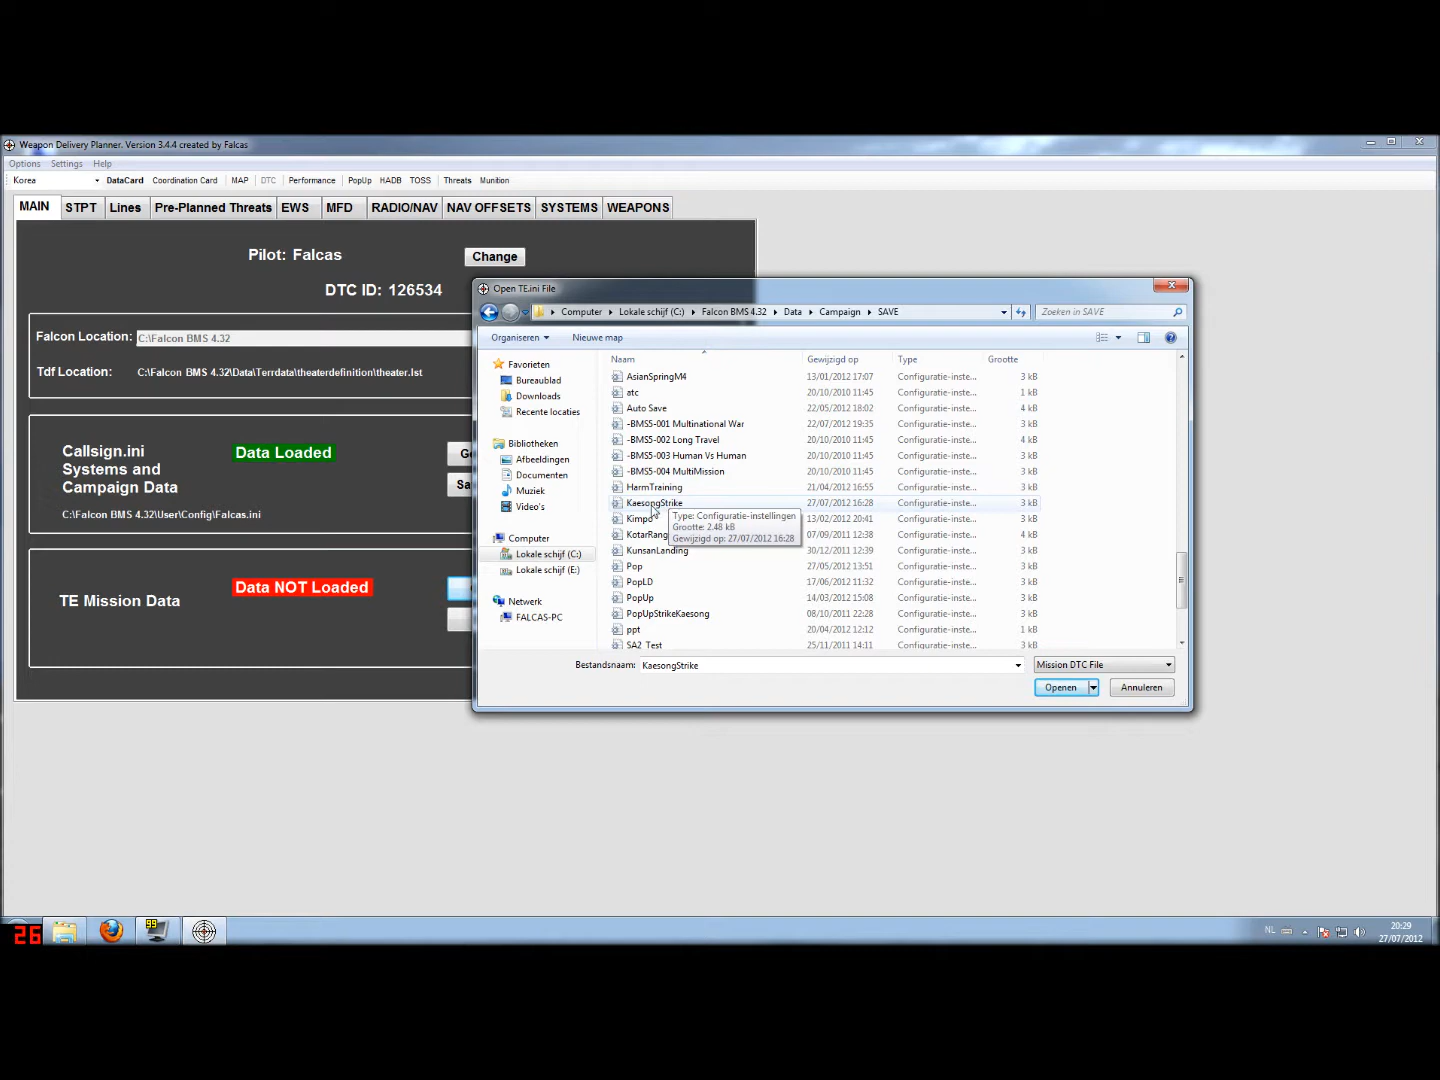 Weapon Delivery Planner. Version 3.4.4 created by Falcas
Options Settings Help
Korea DataCard Coordination Card MAP DTC Performance PopUp HADB TOSS Threats Munition
MAIN STPT Lines Pre-Planned Threats EWS MFD RADIO/NAV NAV OFFSETS SYSTEMS WEAPONS
Pilot: Falcas Change
DTC ID: 126534
Falcon Location: C:\Falcon BMS 4.32
Tdf Location: C:\Falcon BMS 4.32\Data\Terrdata\theaterdefinition\theater.lst
Callsign.ini
Systems and
Campaign Data
Data Loaded
C:\Falcon BMS 4.32\User\Config\Falcas.ini
TE Mission Data
Data NOT Loaded
Open TE.ini File
Computer Lokale schijf (C:) Falcon BMS 4.32 Data Campaign SAVE Zoeken in SAVE
Organiseren Nieuwe map
Favorieten
Bureaublad
Downloads
Recente locaties
Bibliotheken
Afbeeldingen
Documenten
Muziek
Video's
Computer
Lokale schijf (C:)
Lokale schijf (E:)
Netwerk
FALCAS-PC
Naam Gewijzigd op Type Grootte
AsianSpringM4 13/01/2012 17:07 Configuratie-inste... 3 kB
atc 20/10/2010 11:45 Configuratie-inste... 1 kB
Auto Save 22/05/2012 18:02 Configuratie-inste... 4 kB
-BMS5-001 Multinational War 22/07/2012 19:35 Configuratie-inste... 3 kB
-BMS5-002 Long Travel 20/10/2010 11:45 Configuratie-inste... 4 kB
-BMS5-003 Human Vs Human 20/10/2010 11:45 Configuratie-inste... 3 kB
-BMS5-004 MultiMission 20/10/2010 11:45 Configuratie-inste... 3 kB
HarmTraining 21/04/2012 16:55 Configuratie-inste... 3 kB
KaesongStrike 27/07/2012 16:28 Configuratie-inste... 3 kB
Kimpo 13/02/2012 20:41 Configuratie-inste... 3 kB
KotarRang 07/09/2011 12:38 Configuratie-inste... 4 kB
KunsanLanding 30/12/2011 12:39 Configuratie-inste... 3 kB
Pop 27/05/2012 13:51 Configuratie-inste... 3 kB
PopLD 17/06/2012 11:32 Configuratie-inste... 3 kB
PopUp 14/03/2012 15:08 Configuratie-inste... 3 kB
PopUpStrikeKaesong 08/10/2011 22:28 Configuratie-inste... 3 kB
ppt 20/04/2012 12:12 Configuratie-inste... 1 kB
SA2 Test 25/11/2011 14:11 Configuratie-inste... 3 kB
Type: Configuratie-instellingen
Grootte: 2.48 kB
Gewijzigd op: 27/07/2012 16:28
Bestandsnaam: KaesongStrike Mission DTC File
Openen Annuleren
26
99
NL
20:29
27/07/2012